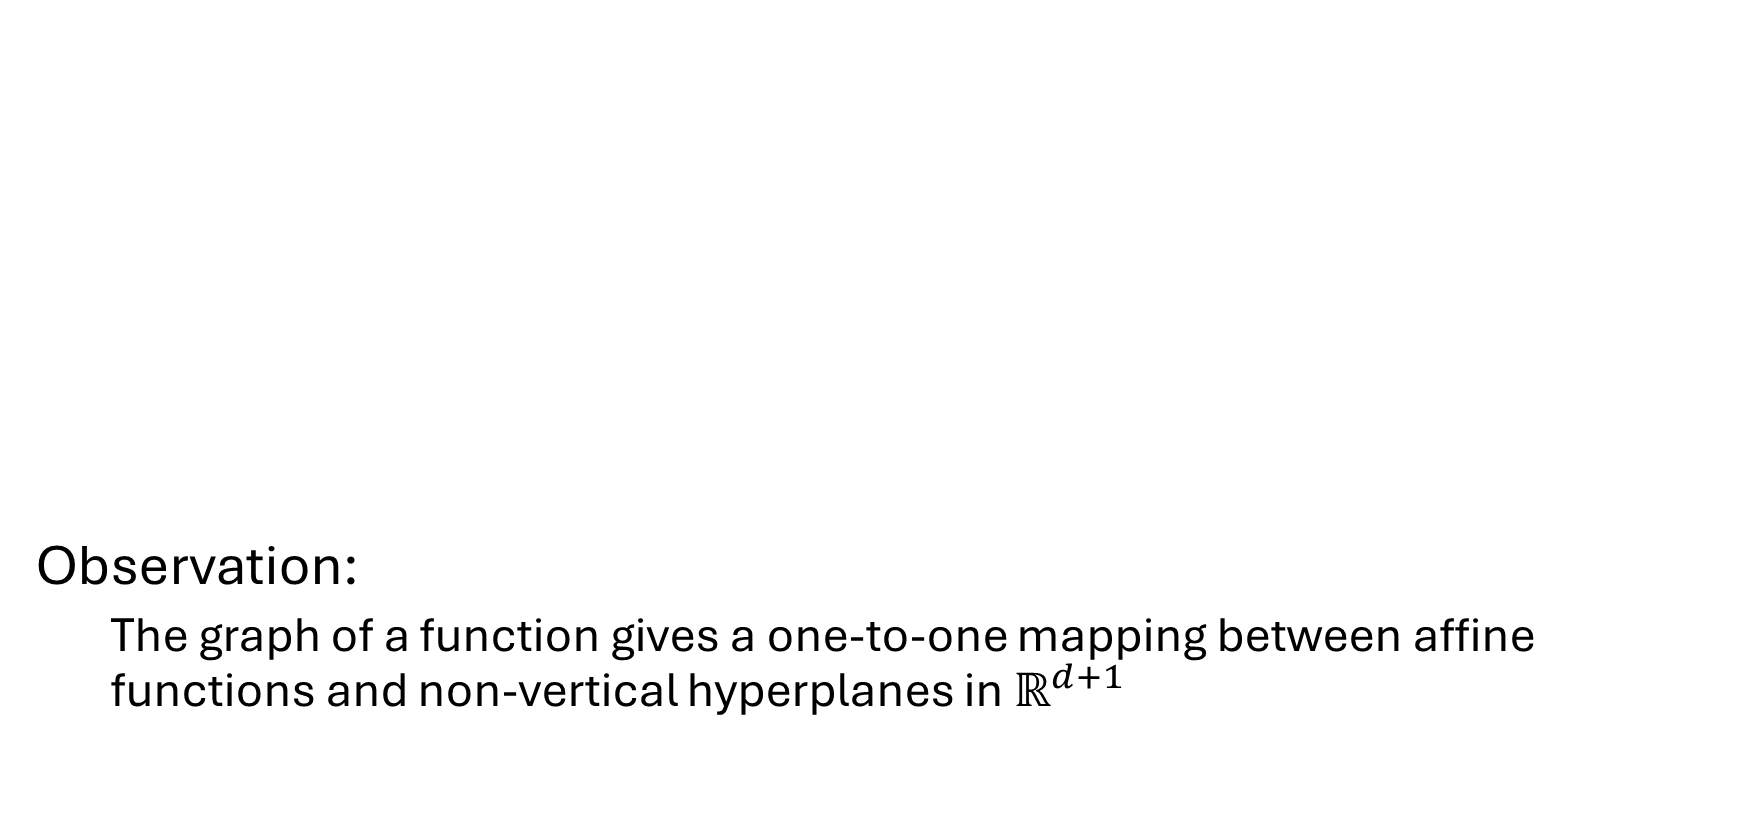 Observation:
The graph of a function gives a one-to-one mapping between affine
functions and non-vertical hyperplanes in ℝ^{d+1}